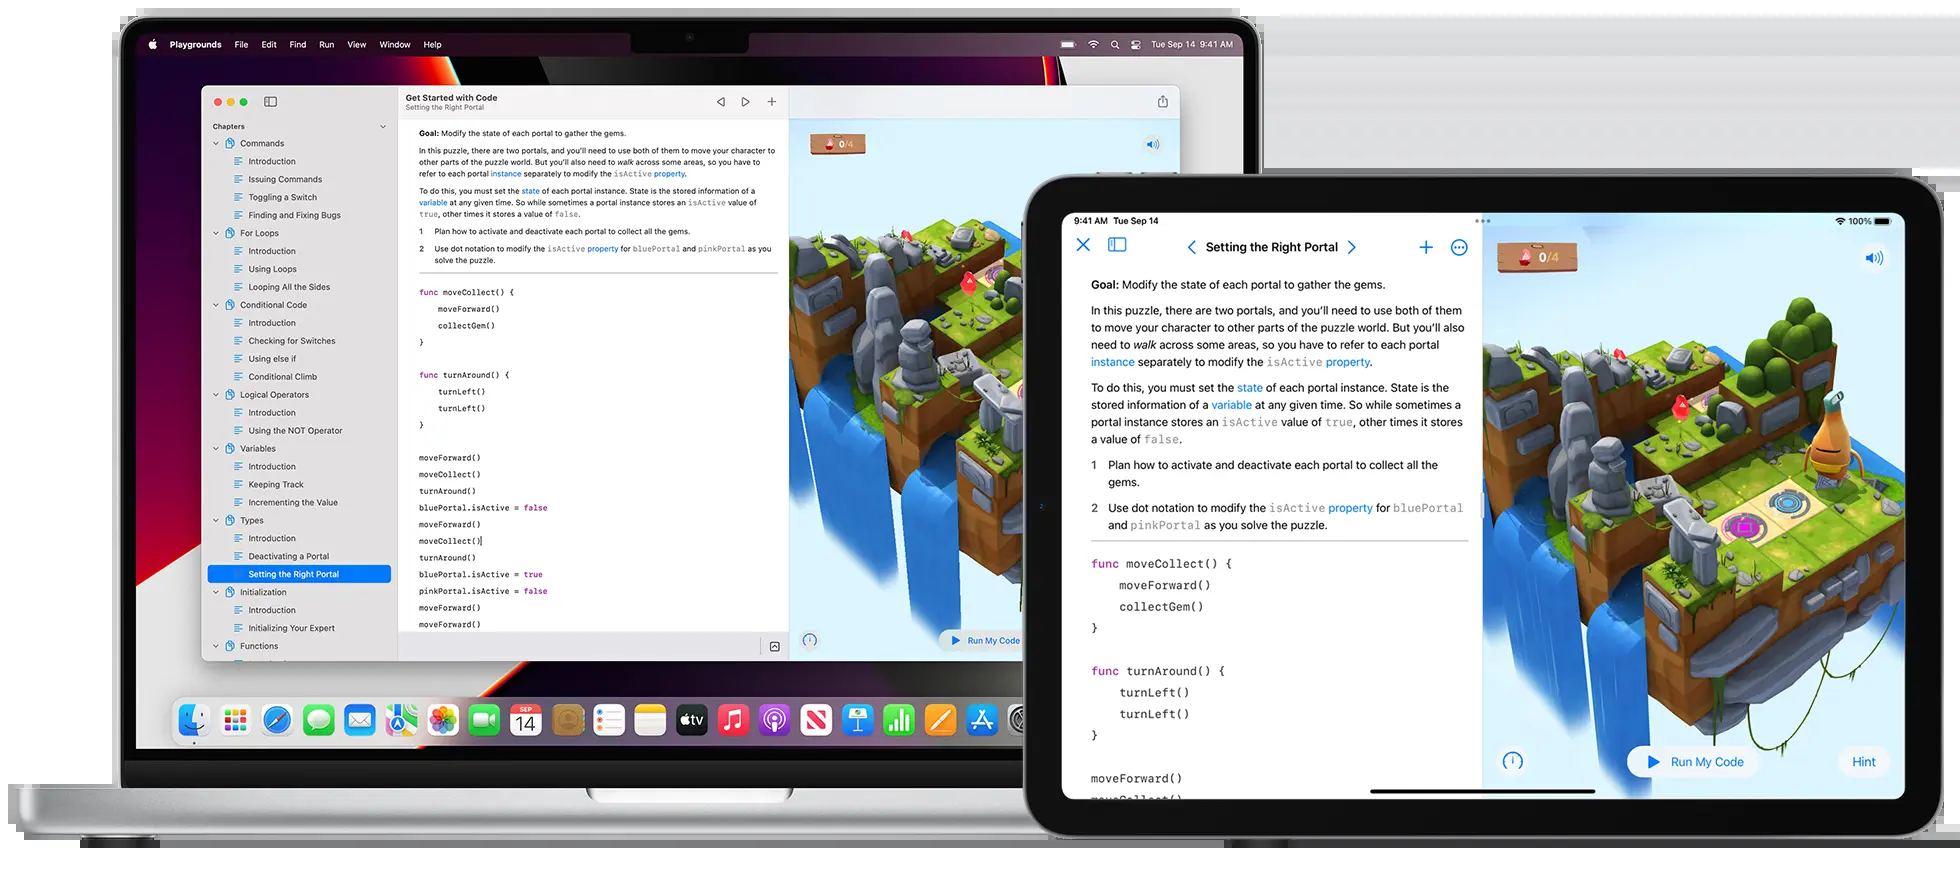 Playgrounds File Edit Find Run View Window Help
Tue Sep 14 9:41 AM
Chapters
Commands
Introduction
Issuing Commands
Toggling a Switch
Finding and Fixing Bugs
For Loops
Introduction
Using Loops
Looping All the Sides
Conditional Code
Introduction
Checking for Switches
Using else if
Conditional Climb
Logical Operators
Introduction
Using the NOT Operator
Variables
Introduction
Keeping Track
Incrementing the Value
Types
Introduction
Deactivating a Portal
Setting the Right Portal
Initialization
Introduction
Initializing Your Expert
Functions
Get Started with Code
Setting the Right Portal
Goal: Modify the state of each portal to gather the gems.
In this puzzle, there are two portals, and you'll need to use both of them to move your character to
other parts of the puzzle world. But you'll also need to walk across some areas, so you have to
refer to each portal instance separately to modify the isActive property.
To do this, you must set the state of each portal instance. State is the stored information of a
variable at any given time. So while sometimes a portal instance stores an isActive value of
true, other times it stores a value of false.
1 Plan how to activate and deactivate each portal to collect all the gems.
2 Use dot notation to modify the isActive property for bluePortal and pinkPortal as you
solve the puzzle.
func moveCollect() {
moveForward()
collectGem()
}
func turnAround() {
turnLeft()
turnLeft()
}
moveForward()
moveCollect()
turnAround()
bluePortal.isActive = false
moveForward()
moveCollect()
turnAround()
bluePortal.isActive = true
pinkPortal.isActive = false
moveForward()
moveForward()
0/4
Run My Code
SEP
14
tv
9:41 AM Tue Sep 14
100%
Setting the Right Portal
Goal: Modify the state of each portal to gather the gems.
In this puzzle, there are two portals, and you'll need to use both of them
to move your character to other parts of the puzzle world. But you'll also
need to walk across some areas, so you have to refer to each portal
instance separately to modify the isActive property.
To do this, you must set the state of each portal instance. State is the
stored information of a variable at any given time. So while sometimes a
portal instance stores an isActive value of true, other times it stores
a value of false.
1 Plan how to activate and deactivate each portal to collect all the
gems.
2 Use dot notation to modify the isActive property for bluePortal
and pinkPortal as you solve the puzzle.
func moveCollect() {
moveForward()
collectGem()
}
func turnAround() {
turnLeft()
turnLeft()
}
moveForward()
moveCollect()
0/4
Run My Code
Hint